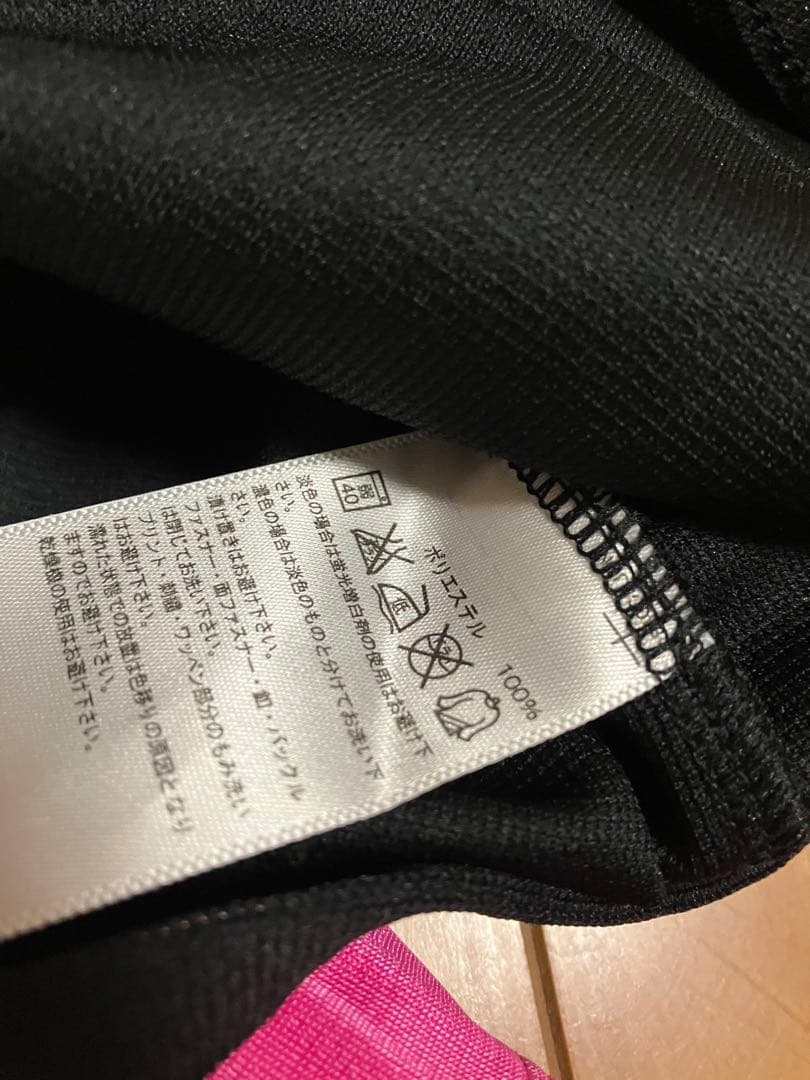 ポリエステル 100%
弱
40
低
淡色の場合は蛍光増白剤の使用はお避け下
さい。
濃色の場合は淡色のものと分けてお洗い下
さい。
漬け置きはお避け下さい。
ファスナー・面ファスナー・釦・バックル
は閉じてお洗い下さい。
プリント・刺繍・ワッペン部分のもみ洗い
はお避け下さい。
濡れた状態での放置は色移りの原因となり
ますのでお避け下さい。
乾燥機の使用はお避け下さい。